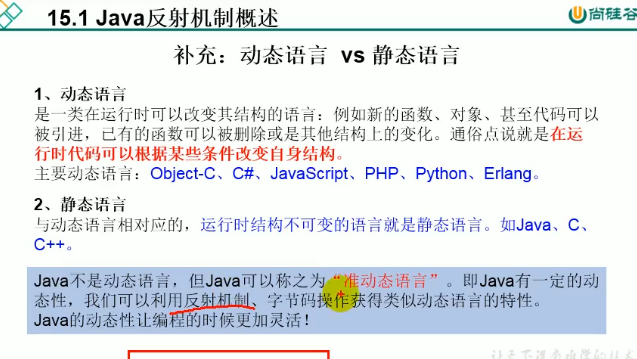 15.1 Java反射机制概述
尚硅谷
补充：动态语言 vs 静态语言
1、动态语言
是一类在运行时可以改变其结构的语言：例如新的函数、对象、甚至代码可以
被引进，已有的函数可以被删除或是其他结构上的变化。通俗点说就是在运
行时代码可以根据某些条件改变自身结构。
主要动态语言：Object-C、C#、JavaScript、PHP、Python、Erlang。
2、静态语言
与动态语言相对应的，运行时结构不可变的语言就是静态语言。如Java、C、
C++。
Java不是动态语言，但Java可以称之为“准动态语言”。即Java有一定的动
态性，我们可以利用反射机制、字节码操作获得类似动态语言的特性。
Java的动态性让编程的时候更加灵活！